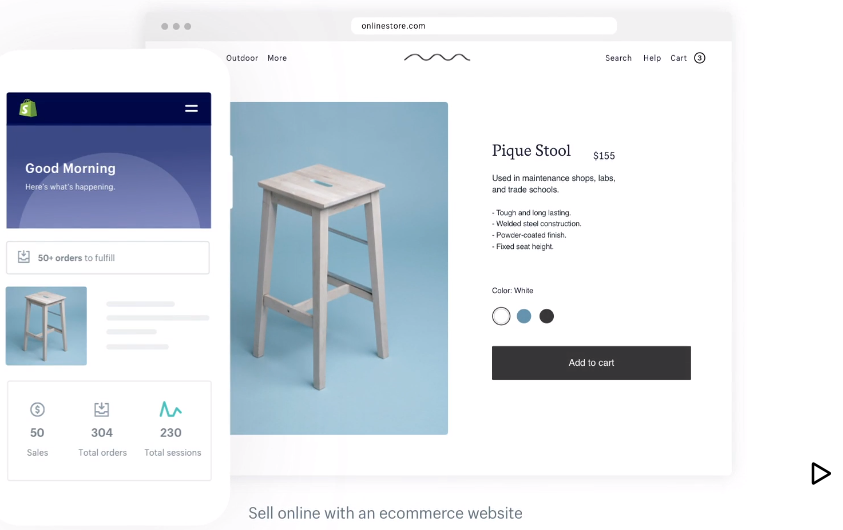 onlinestore.com
Outdoor More
Search Help Cart 3
Good Morning
Here's what's happening.
50+ orders to fulfill
50 304 230
Sales Total orders Total sessions
Pique Stool $155
Used in maintenance shops, labs,
and trade schools.
- Tough and long lasting.
- Welded steel construction.
- Powder-coated finish.
- Fixed seat height.
Color: White
Add to cart
Sell online with an ecommerce website